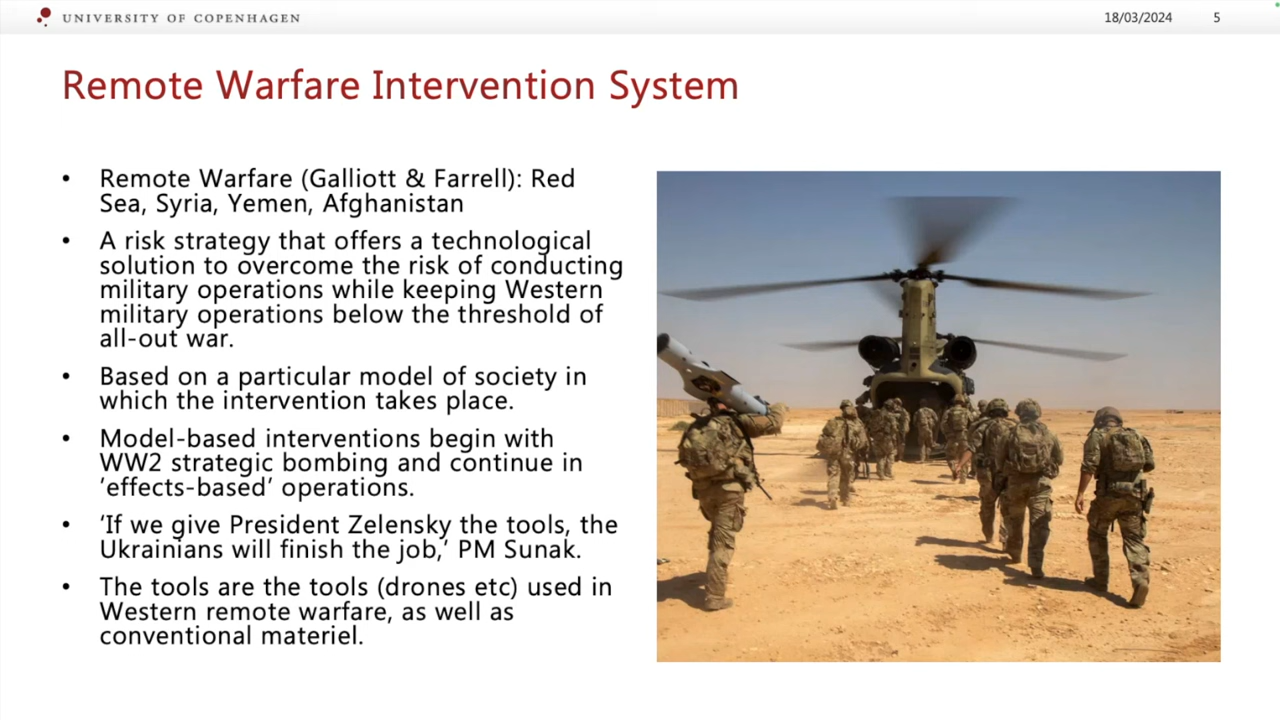 UNIVERSITY OF COPENHAGEN
18/03/2024
5
Remote Warfare Intervention System
• Remote Warfare (Galliott & Farrell): Red
Sea, Syria, Yemen, Afghanistan
• A risk strategy that offers a technological
solution to overcome the risk of conducting
military operations while keeping Western
military operations below the threshold of
all-out war.
• Based on a particular model of society in
which the intervention takes place.
• Model-based interventions begin with
WW2 strategic bombing and continue in
‘effects-based’ operations.
• ‘If we give President Zelensky the tools, the
Ukrainians will finish the job,’ PM Sunak.
• The tools are the tools (drones etc) used in
Western remote warfare, as well as
conventional materiel.